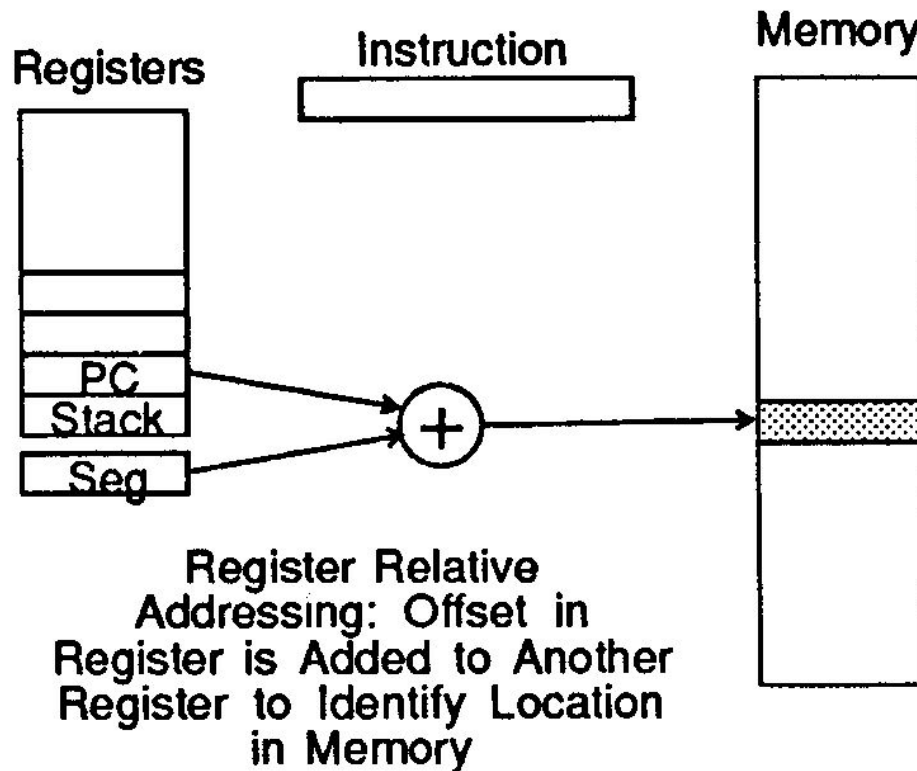 Registers
Instruction
Memory
PC
Stack
Seg
+
Register Relative
Addressing: Offset in
Register is Added to Another
Register to Identify Location
in Memory